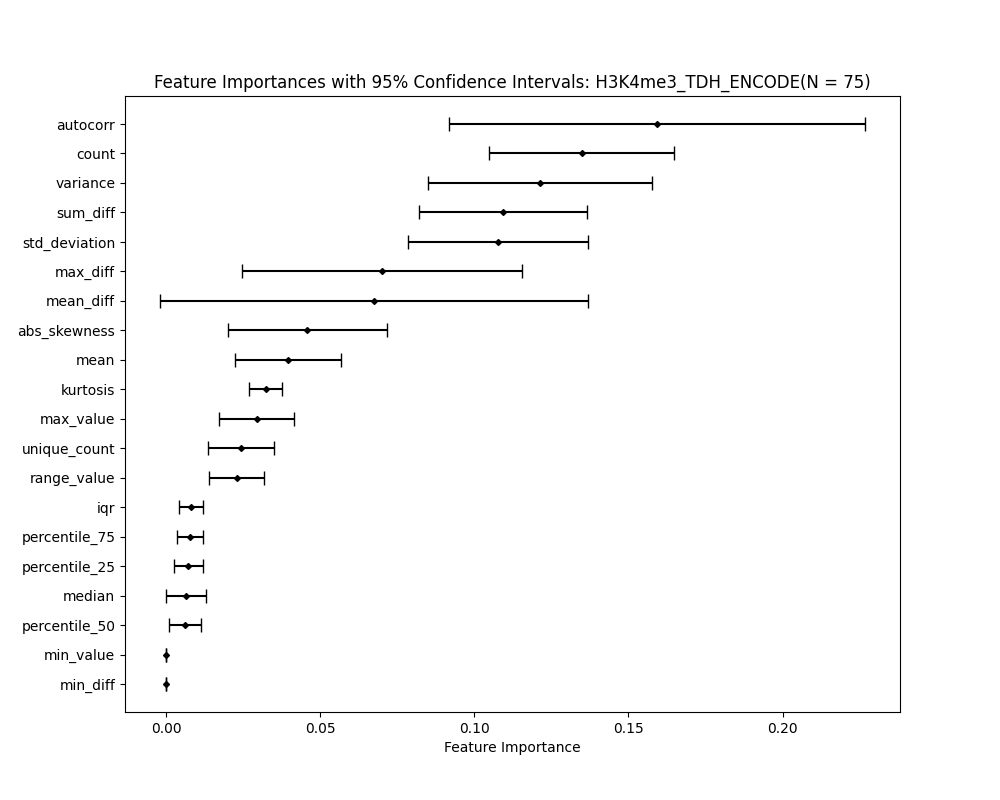 Feature Importances with 95% Confidence Intervals: H3K4me3_TDH_ENCODE(N = 75)
autocorr
count
variance
sum_diff
std_deviation
max_diff
mean_diff
abs_skewness
mean
kurtosis
max_value
unique_count
range_value
iqr
percentile_75
percentile_25
median
percentile_50
min_value
min_diff
0.00 0.05 0.10 0.15 0.20
Feature Importance